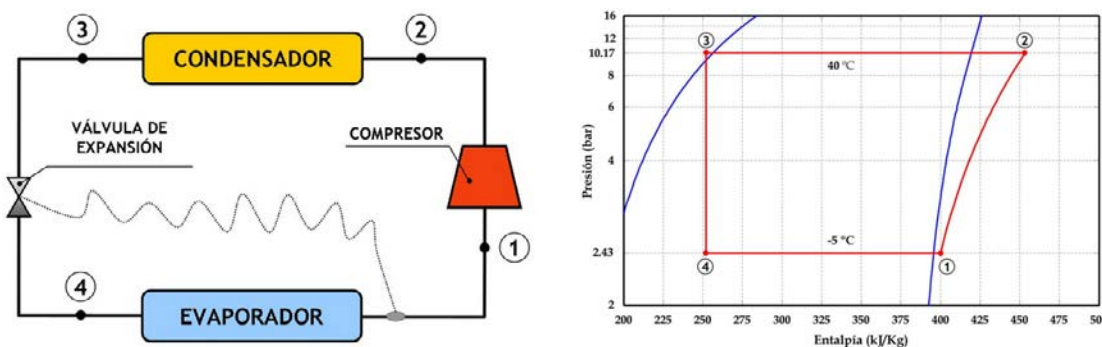 ③
②
CONDENSADOR
VÁLVULA DE
EXPANSIÓN
COMPRESOR
①
④
EVAPORADOR
16
12
10.17
8
6
4
2.43
2
Presión (bar)
③
②
40 ºC
-5 ºC
④
①
200 225 250 275 300 325 350 375 400 425 450 475 50
Entalpía (kJ/Kg)